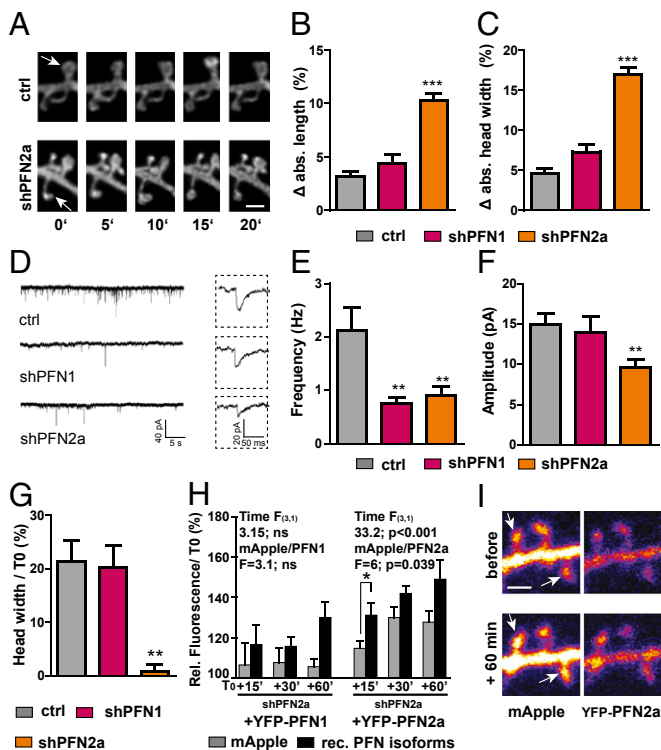 A
ctrl
shPFN2a
0‘ 5‘ 10‘ 15‘ 20‘
B
Δ abs. length (%)
15
10
5
0
***
C
Δ abs. head width (%)
20
15
10
5
0
***
ctrl shPFN1 shPFN2a
D
ctrl
shPFN1
shPFN2a
40 pA
5 s
20 pA
50 ms
E
Frequency (Hz)
3
2
1
0
**
**
F
Amplitude (pA)
20
15
10
5
0
**
ctrl shPFN1 shPFN2a
G
Head width / T0 (%)
30
20
10
0
**
ctrl shPFN1
shPFN2a
H
Rel. Fluorescence/ T0 (%)
180
160
140
120
100
Time F(3,1)
3.15; ns
mApple/PFN1
F=3.1; ns
Time F(3,1)
33.2; p<0.001
mApple/PFN2a
F=6; p=0.039
*
T0 +15’ +30’ +60’ +15’ +30’ +60’
shPFN2a shPFN2a
+YFP-PFN1 +YFP-PFN2a
mApple rec. PFN isoforms
I
before
+ 60 min
mApple YFP-PFN2a